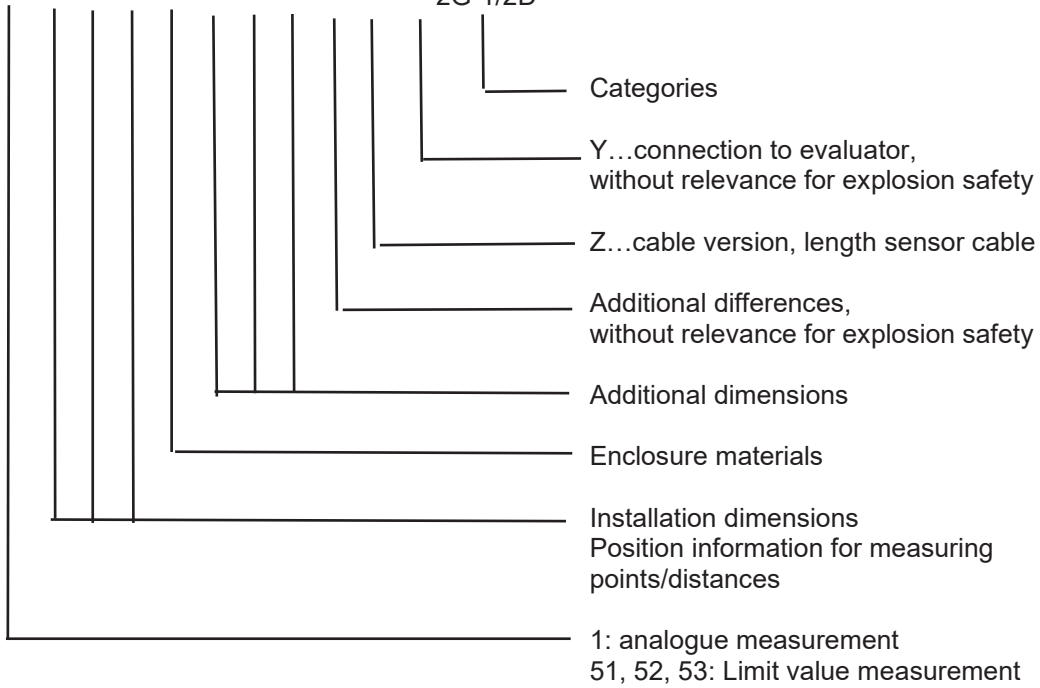 Categories
Y…connection to evaluator,
without relevance for explosion safety
Z…cable version, length sensor cable
Additional differences,
without relevance for explosion safety
Additional dimensions
Enclosure materials
Installation dimensions
Position information for measuring
points/distances
1: analogue measurement
51, 52, 53: Limit value measurement